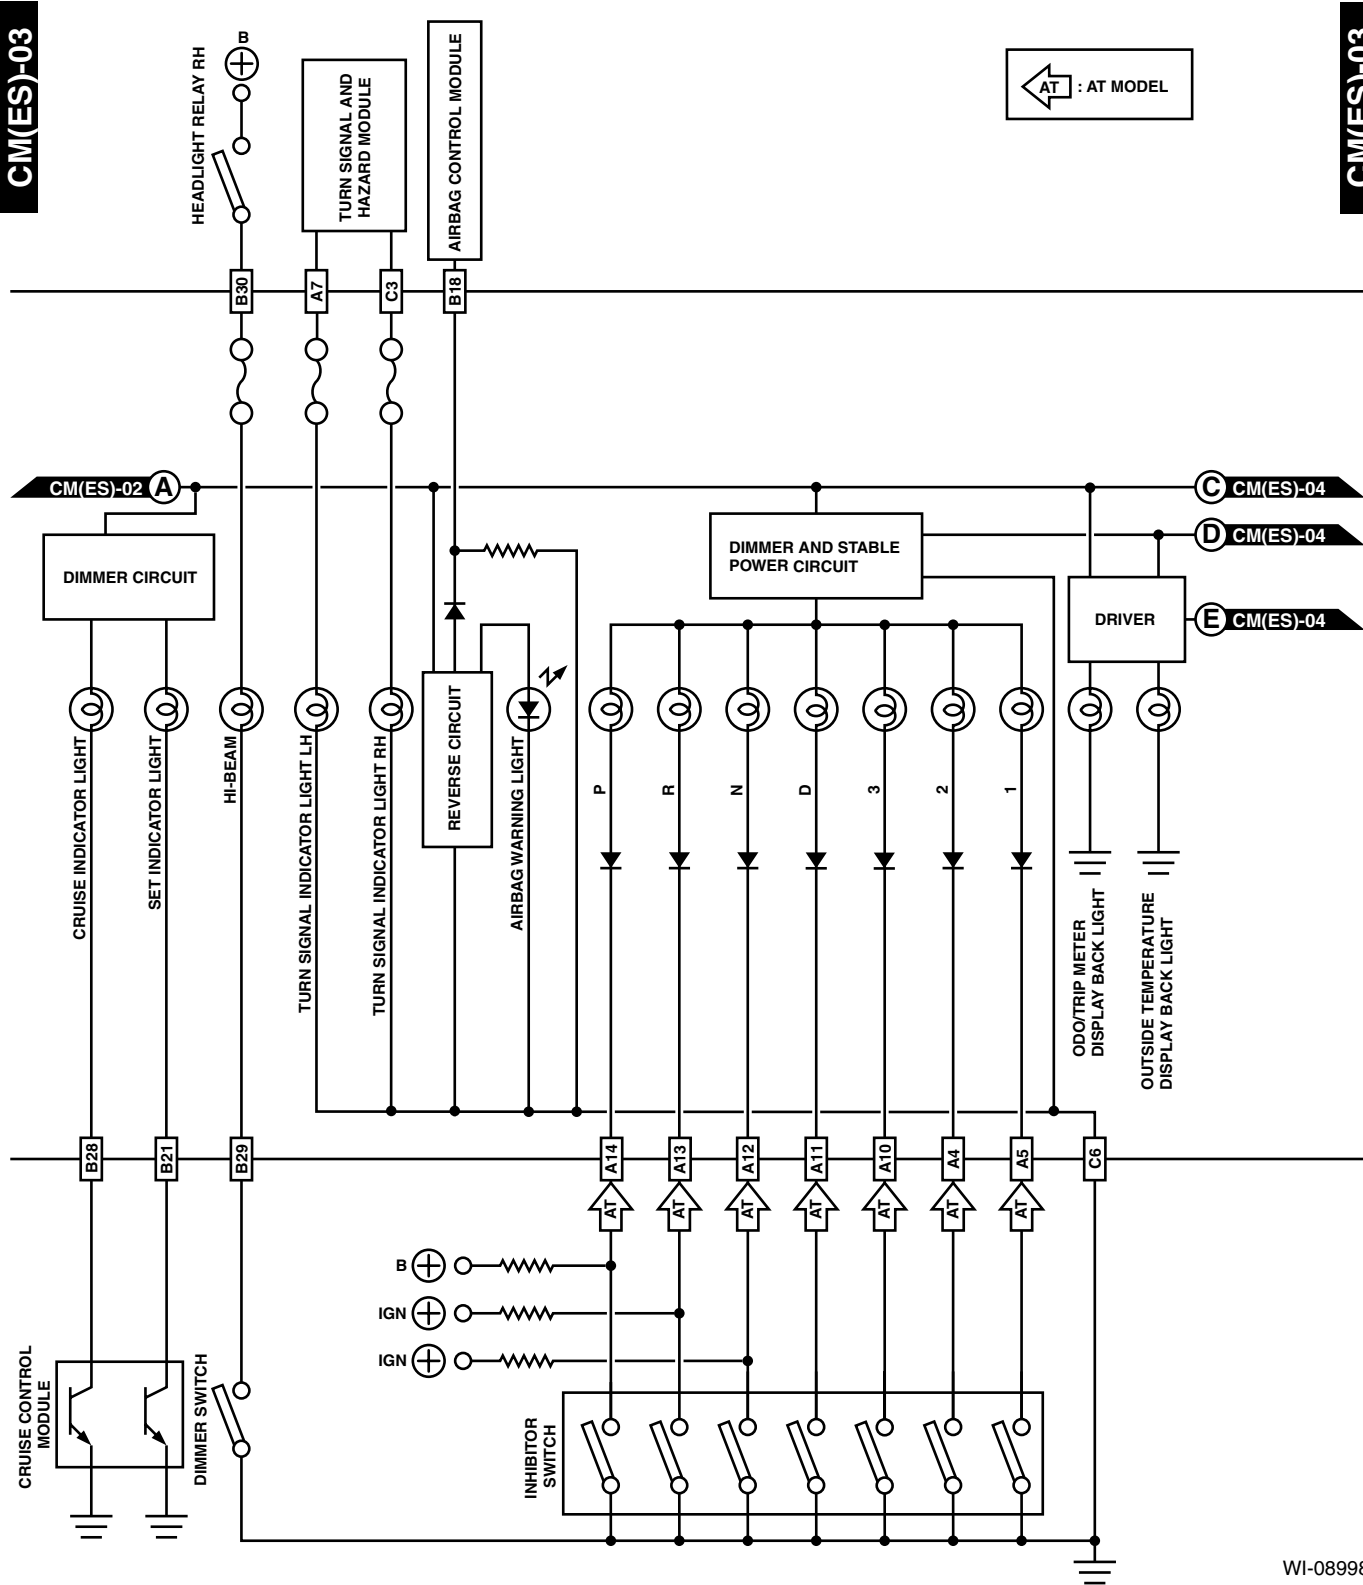 CM(ES)-03
CM(ES)-03
HEADLIGHT RELAY RH
B
TURN SIGNAL AND
HAZARD MODULE
AIRBAG CONTROL MODULE
AT
: AT MODEL
B30
A7
C3
B18
CM(ES)-02
A
C
CM(ES)-04
D
CM(ES)-04
E
CM(ES)-04
DIMMER CIRCUIT
DIMMER AND STABLE
POWER CIRCUIT
DRIVER
CRUISE INDICATOR LIGHT
SET INDICATOR LIGHT
HI-BEAM
TURN SIGNAL INDICATOR LIGHT LH
TURN SIGNAL INDICATOR LIGHT RH
REVERSE CIRCUIT
AIRBAG WARNING LIGHT
P
R
N
D
3
2
1
ODO/TRIP METER
DISPLAY BACK LIGHT
OUTSIDE TEMPERATURE
DISPLAY BACK LIGHT
B28
B21
B29
A14
A13
A12
A11
A10
A4
A5
C6
AT
AT
AT
AT
AT
AT
AT
B
IGN
IGN
CRUISE CONTROL
MODULE
DIMMER SWITCH
INHIBITOR
SWITCH
WI-08998